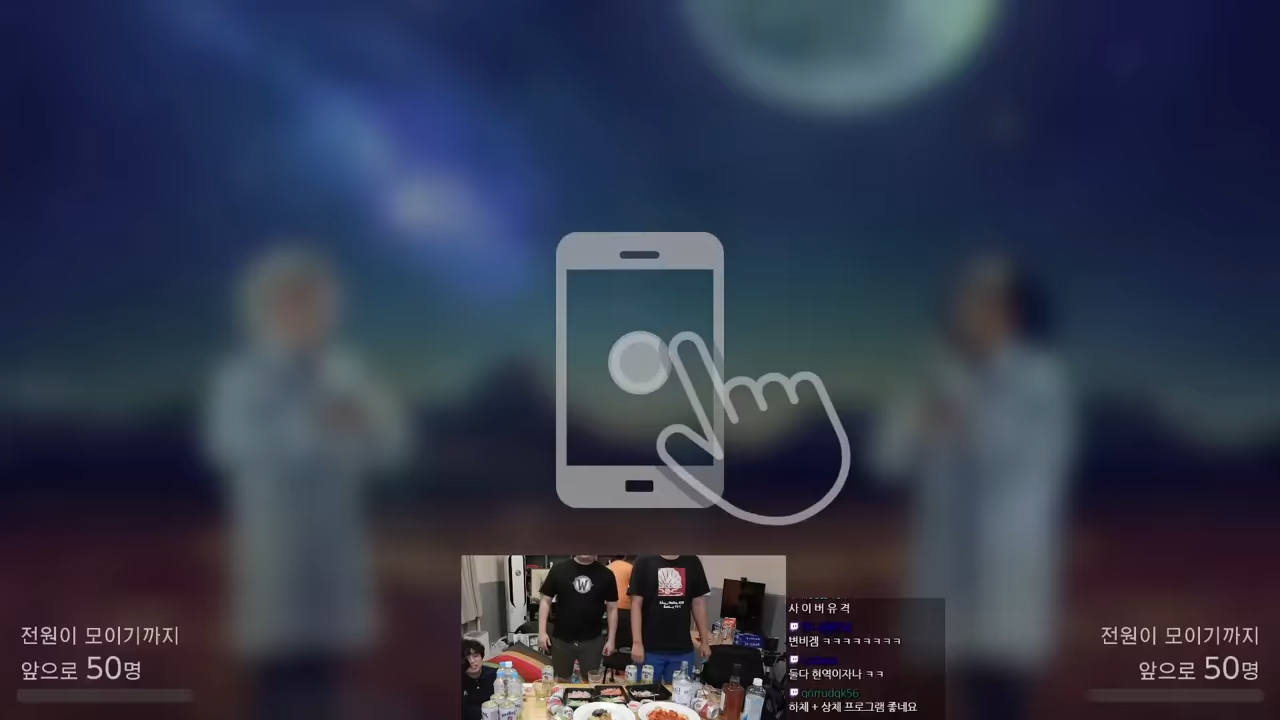 전원이 모이기까지
앞으로 50명
전원이 모이기까지
앞으로 50명
W
사 이 버 유 격
변비겜 ㅋㅋㅋㅋㅋㅋㅋㅋ
둘다 현역이자나 ㅋㅋ
qnrrudqk56
하체 + 상체 프로그램 좋네요